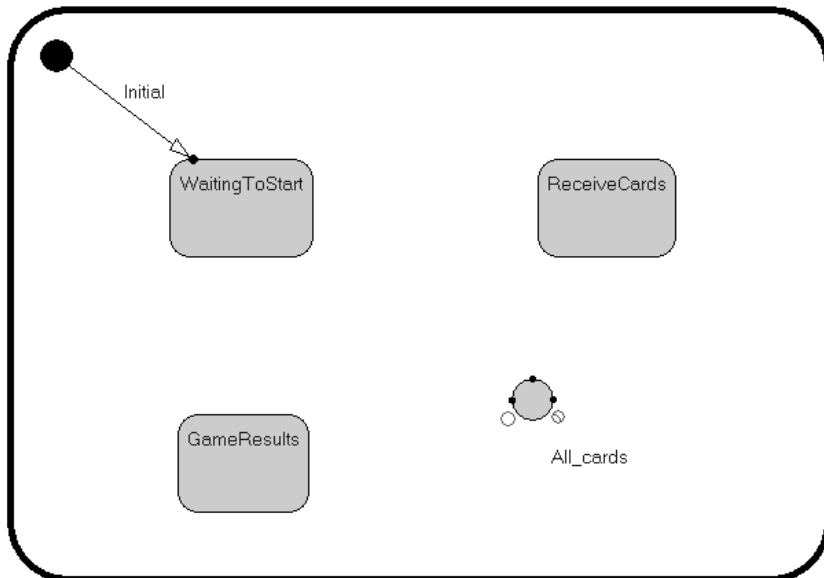 Initial
WaitingToStart
ReceiveCards
GameResults
All_cards